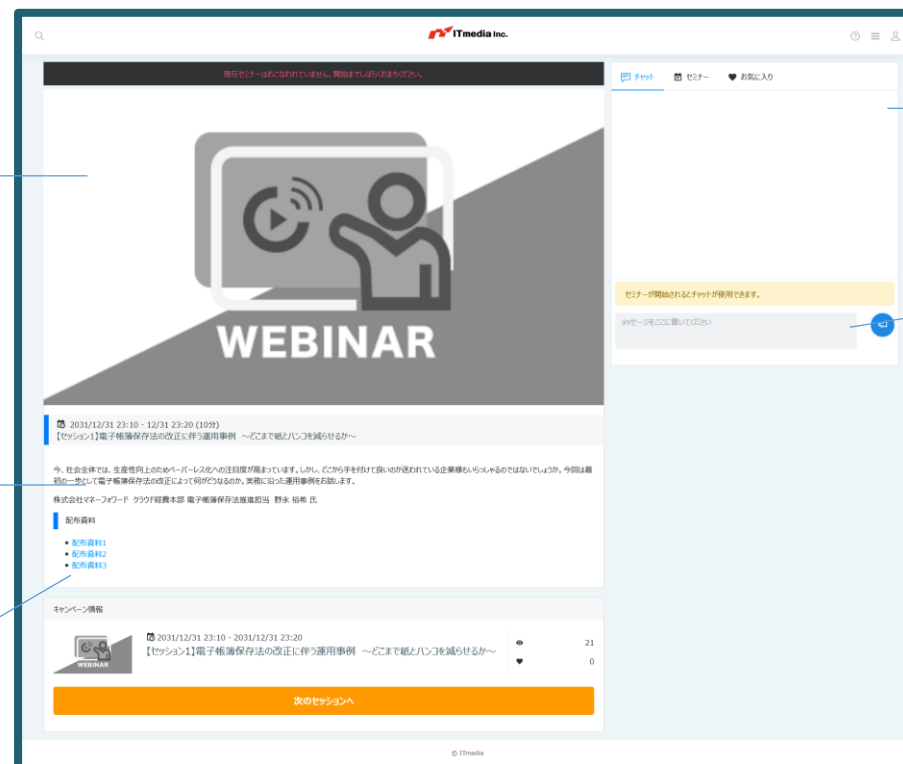 ITmedia Inc.
現在セミナーはおこなわれていません。開始までしばらくおまちください。
チャット セミナー お気に入り
WEBINAR
セミナーが開始されるとチャットが使用できます。
メッセージをここに書いてください
2031/12/31 23:10 - 12/31 23:20 (10分)
【セッション1】電子帳簿保存法の改正に伴う運用事例 ～どこまで紙とハンコを減らせるか～
今、社会全体では、生産性向上のためペーパーレス化への注目度が高まっています。しかし、どこから手を付けて良いのか迷われている企業様もいらっしゃるのではないでしょうか。今回は最
初の一歩として電子帳簿保存法の改正によって何がどうなるのか。実務に沿った運用事例をお話します。
株式会社マネーフォワード クラウド経費本部 電子帳簿保存法推進担当 野永 裕希 氏
配布資料
• 配布資料1
• 配布資料2
• 配布資料3
キャンペーン情報
WEBINAR
2031/12/31 23:10 - 2031/12/31 23:20
【セッション1】電子帳簿保存法の改正に伴う運用事例 ～どこまで紙とハンコを減らせるか～
21
0
次のセッションへ
© ITmedia